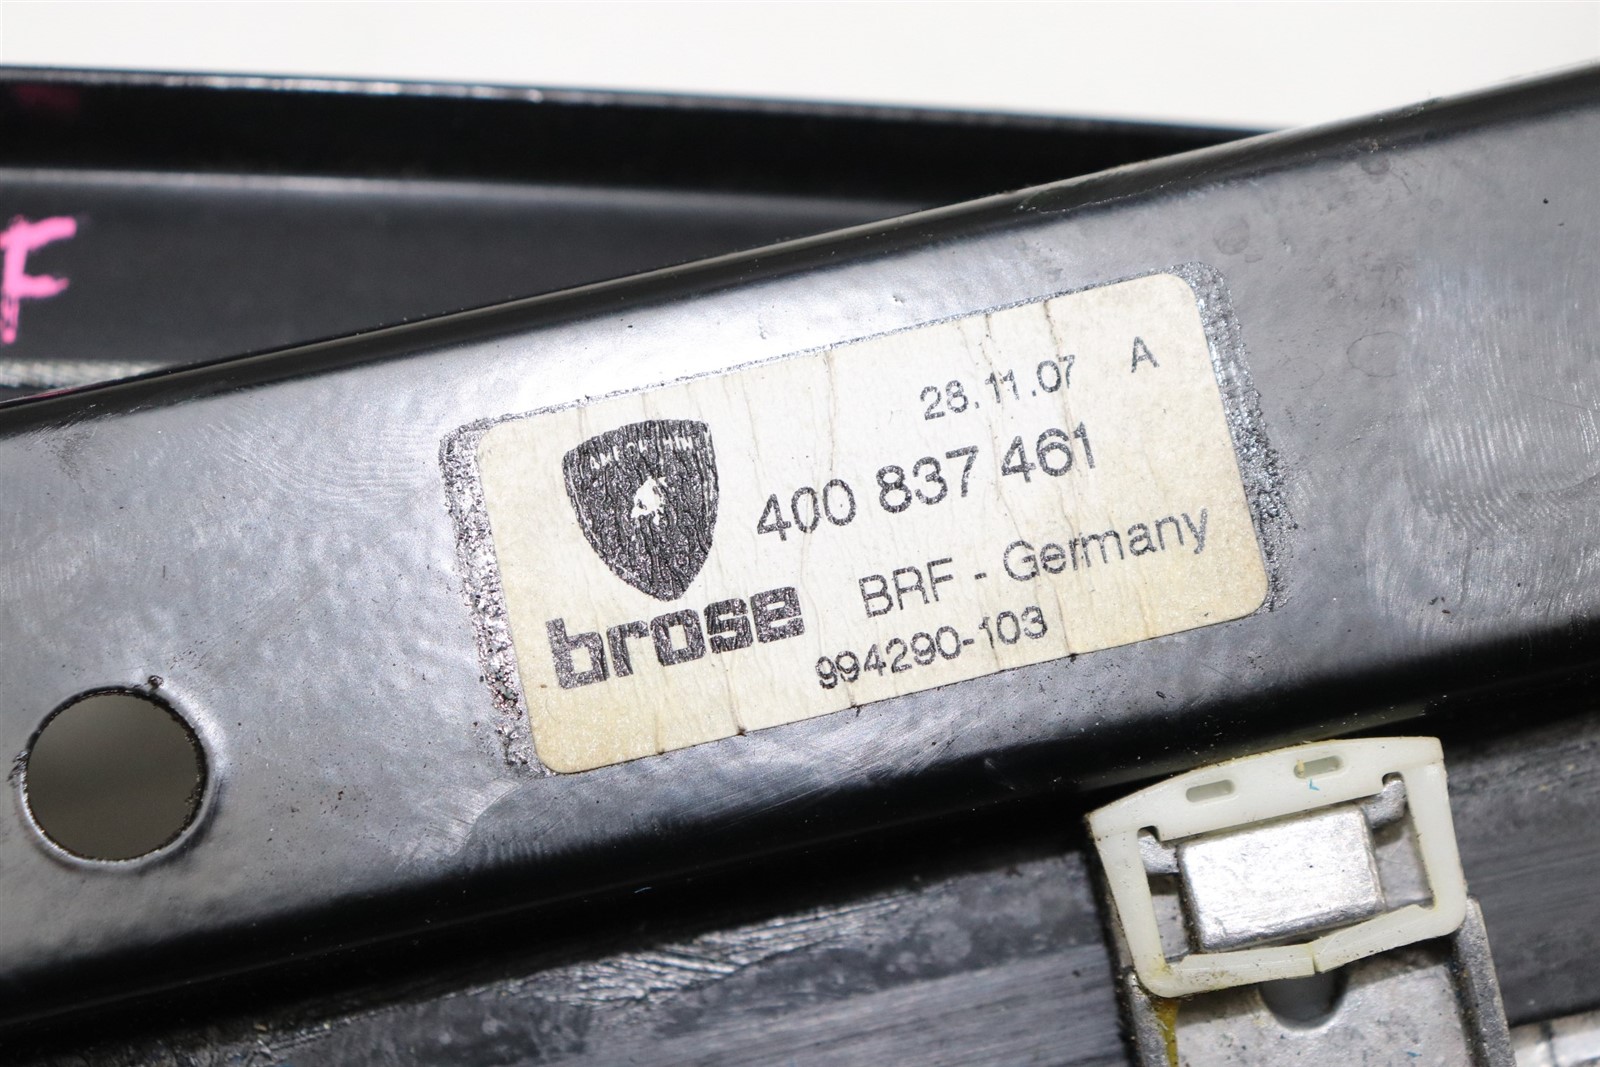 F
28.11.07 A
400 837 461
brose
BRF - Germany
994290-103